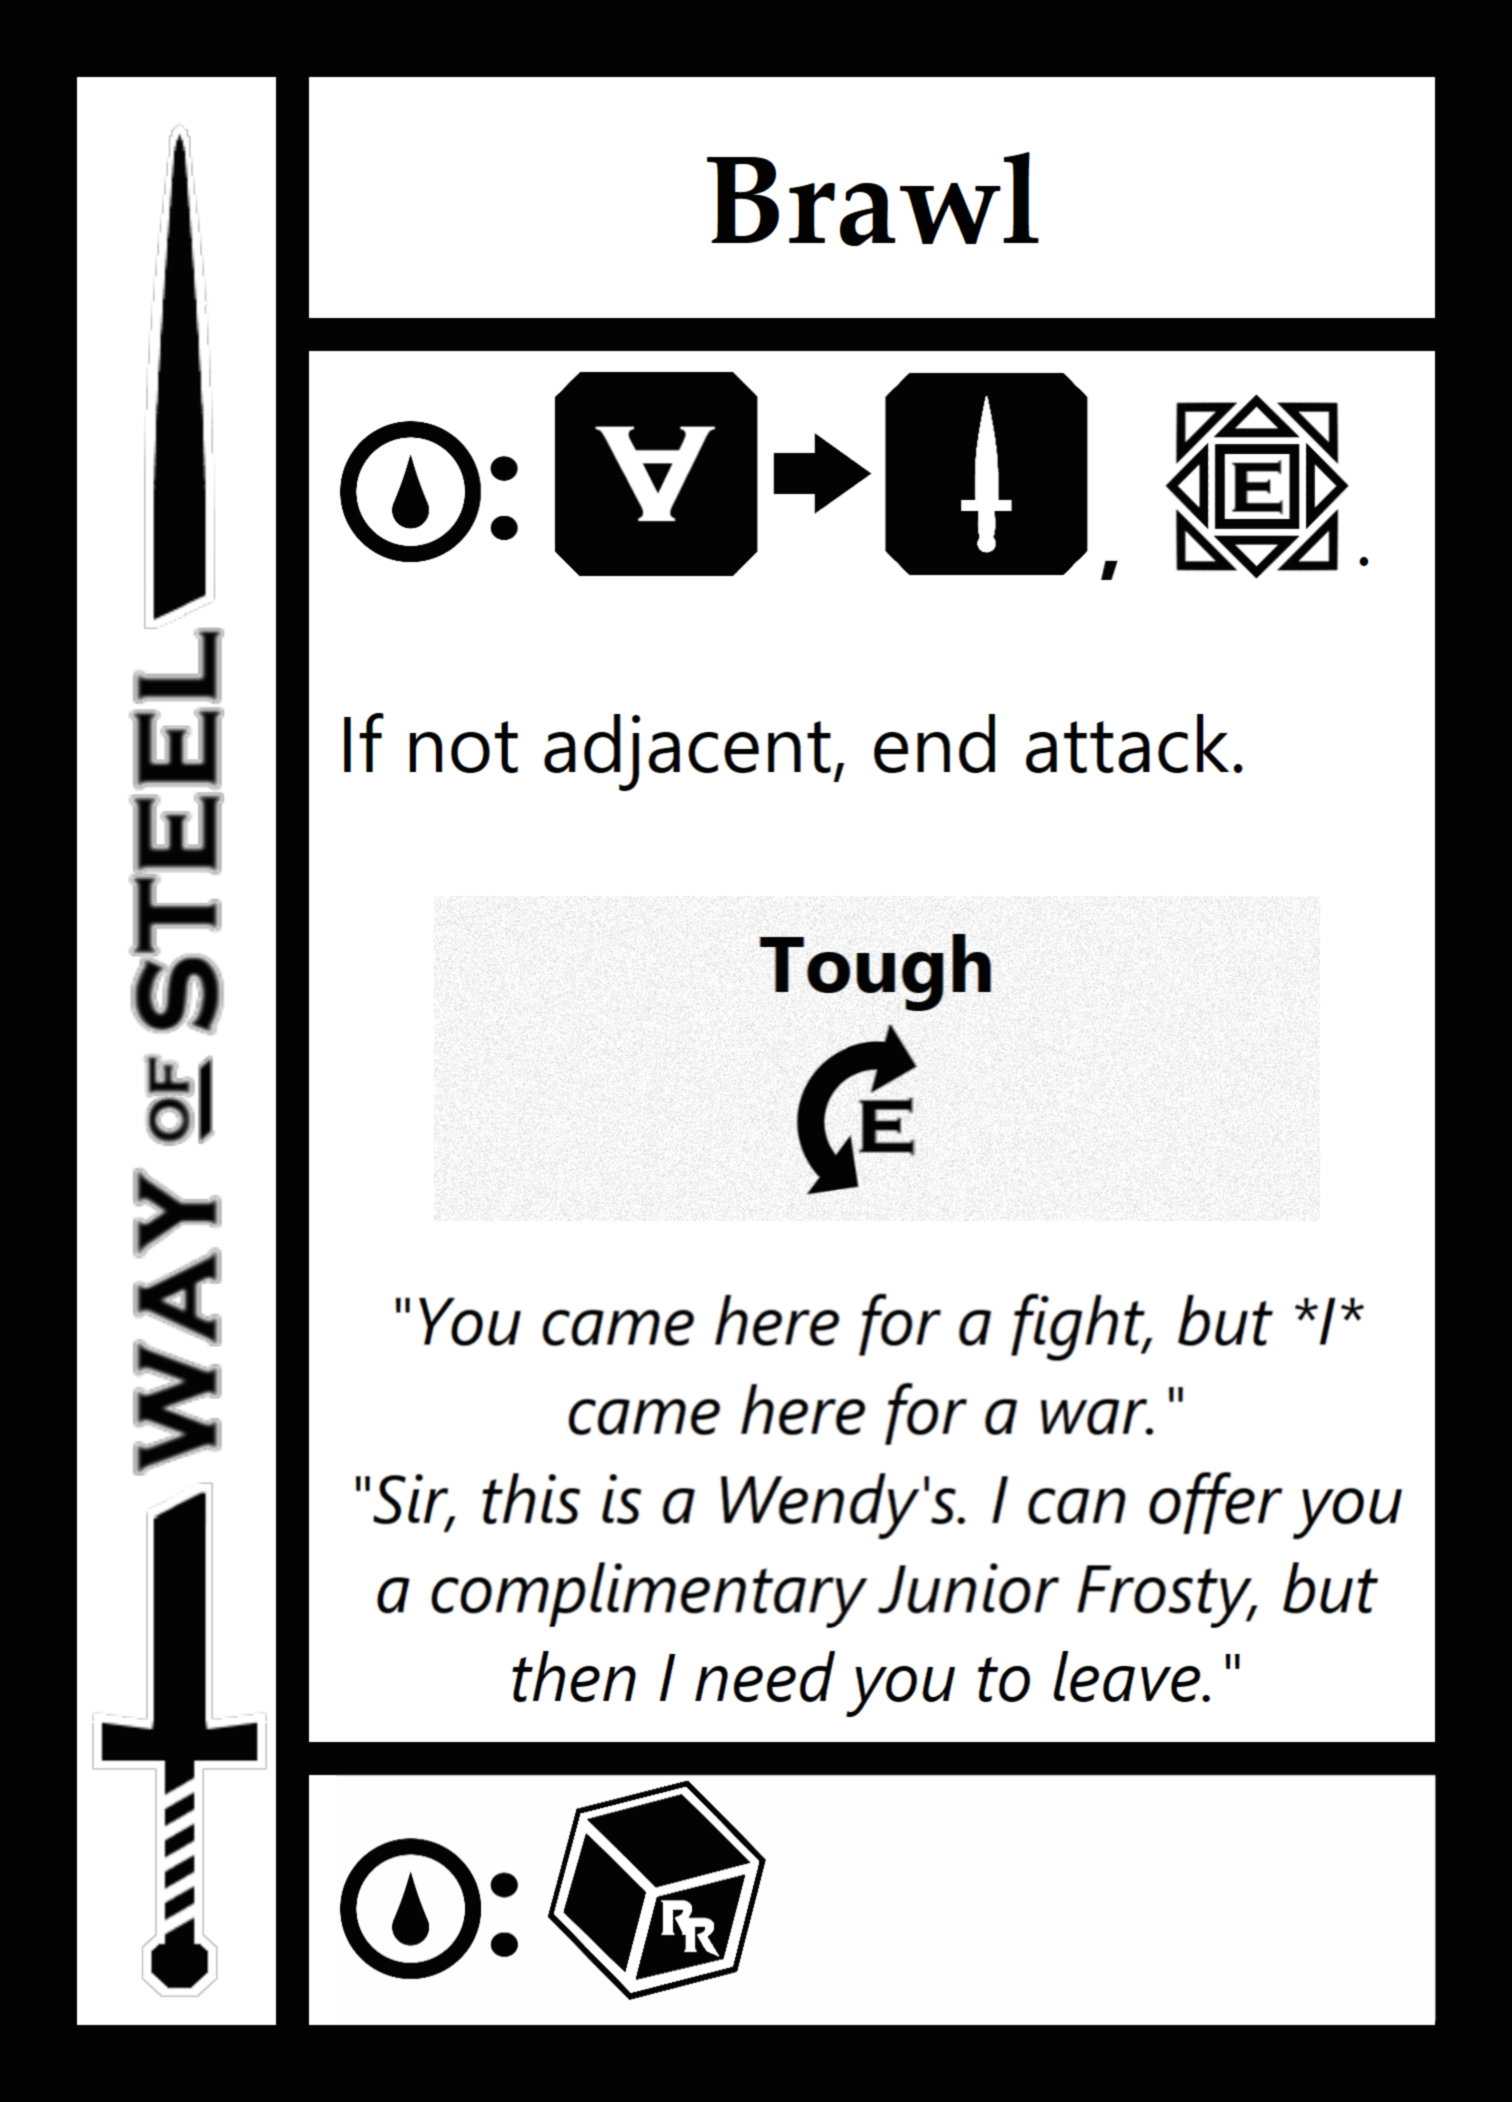 WAY OF STEEL
Brawl
: ∀ , E .
If not adjacent, end attack.
Tough
E
"You came here for a fight, but *I*
came here for a war."
"Sir, this is a Wendy's. I can offer you
a complimentary Junior Frosty, but
then I need you to leave."
: RR